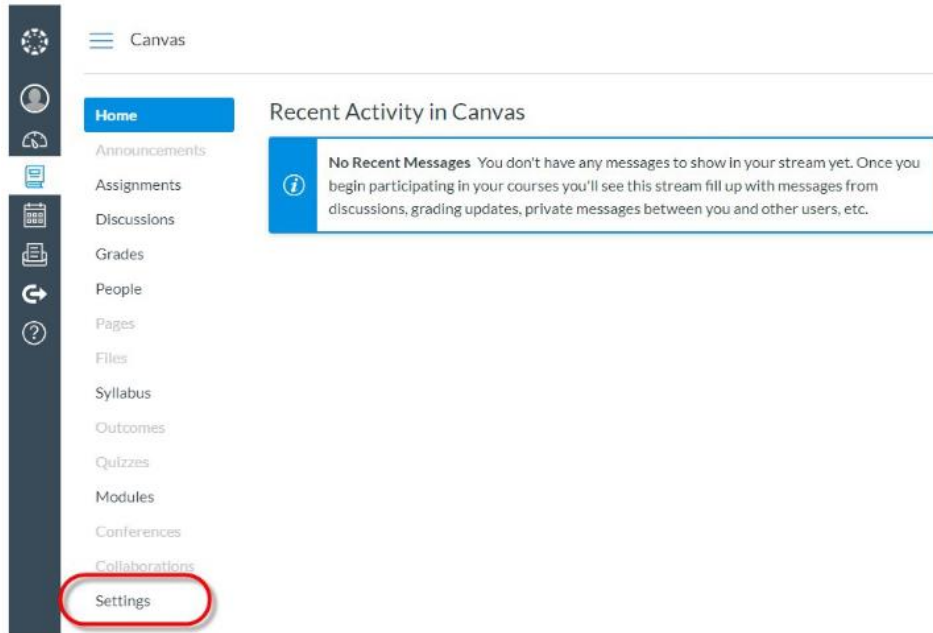 Canvas
Home
Announcements
Assignments
Discussions
Grades
People
Pages
Files
Syllabus
Outcomes
Quizzes
Modules
Conferences
Collaborations
Settings
Recent Activity in Canvas
No Recent Messages You don't have any messages to show in your stream yet. Once you
begin participating in your courses you'll see this stream fill up with messages from
discussions, grading updates, private messages between you and other users, etc.